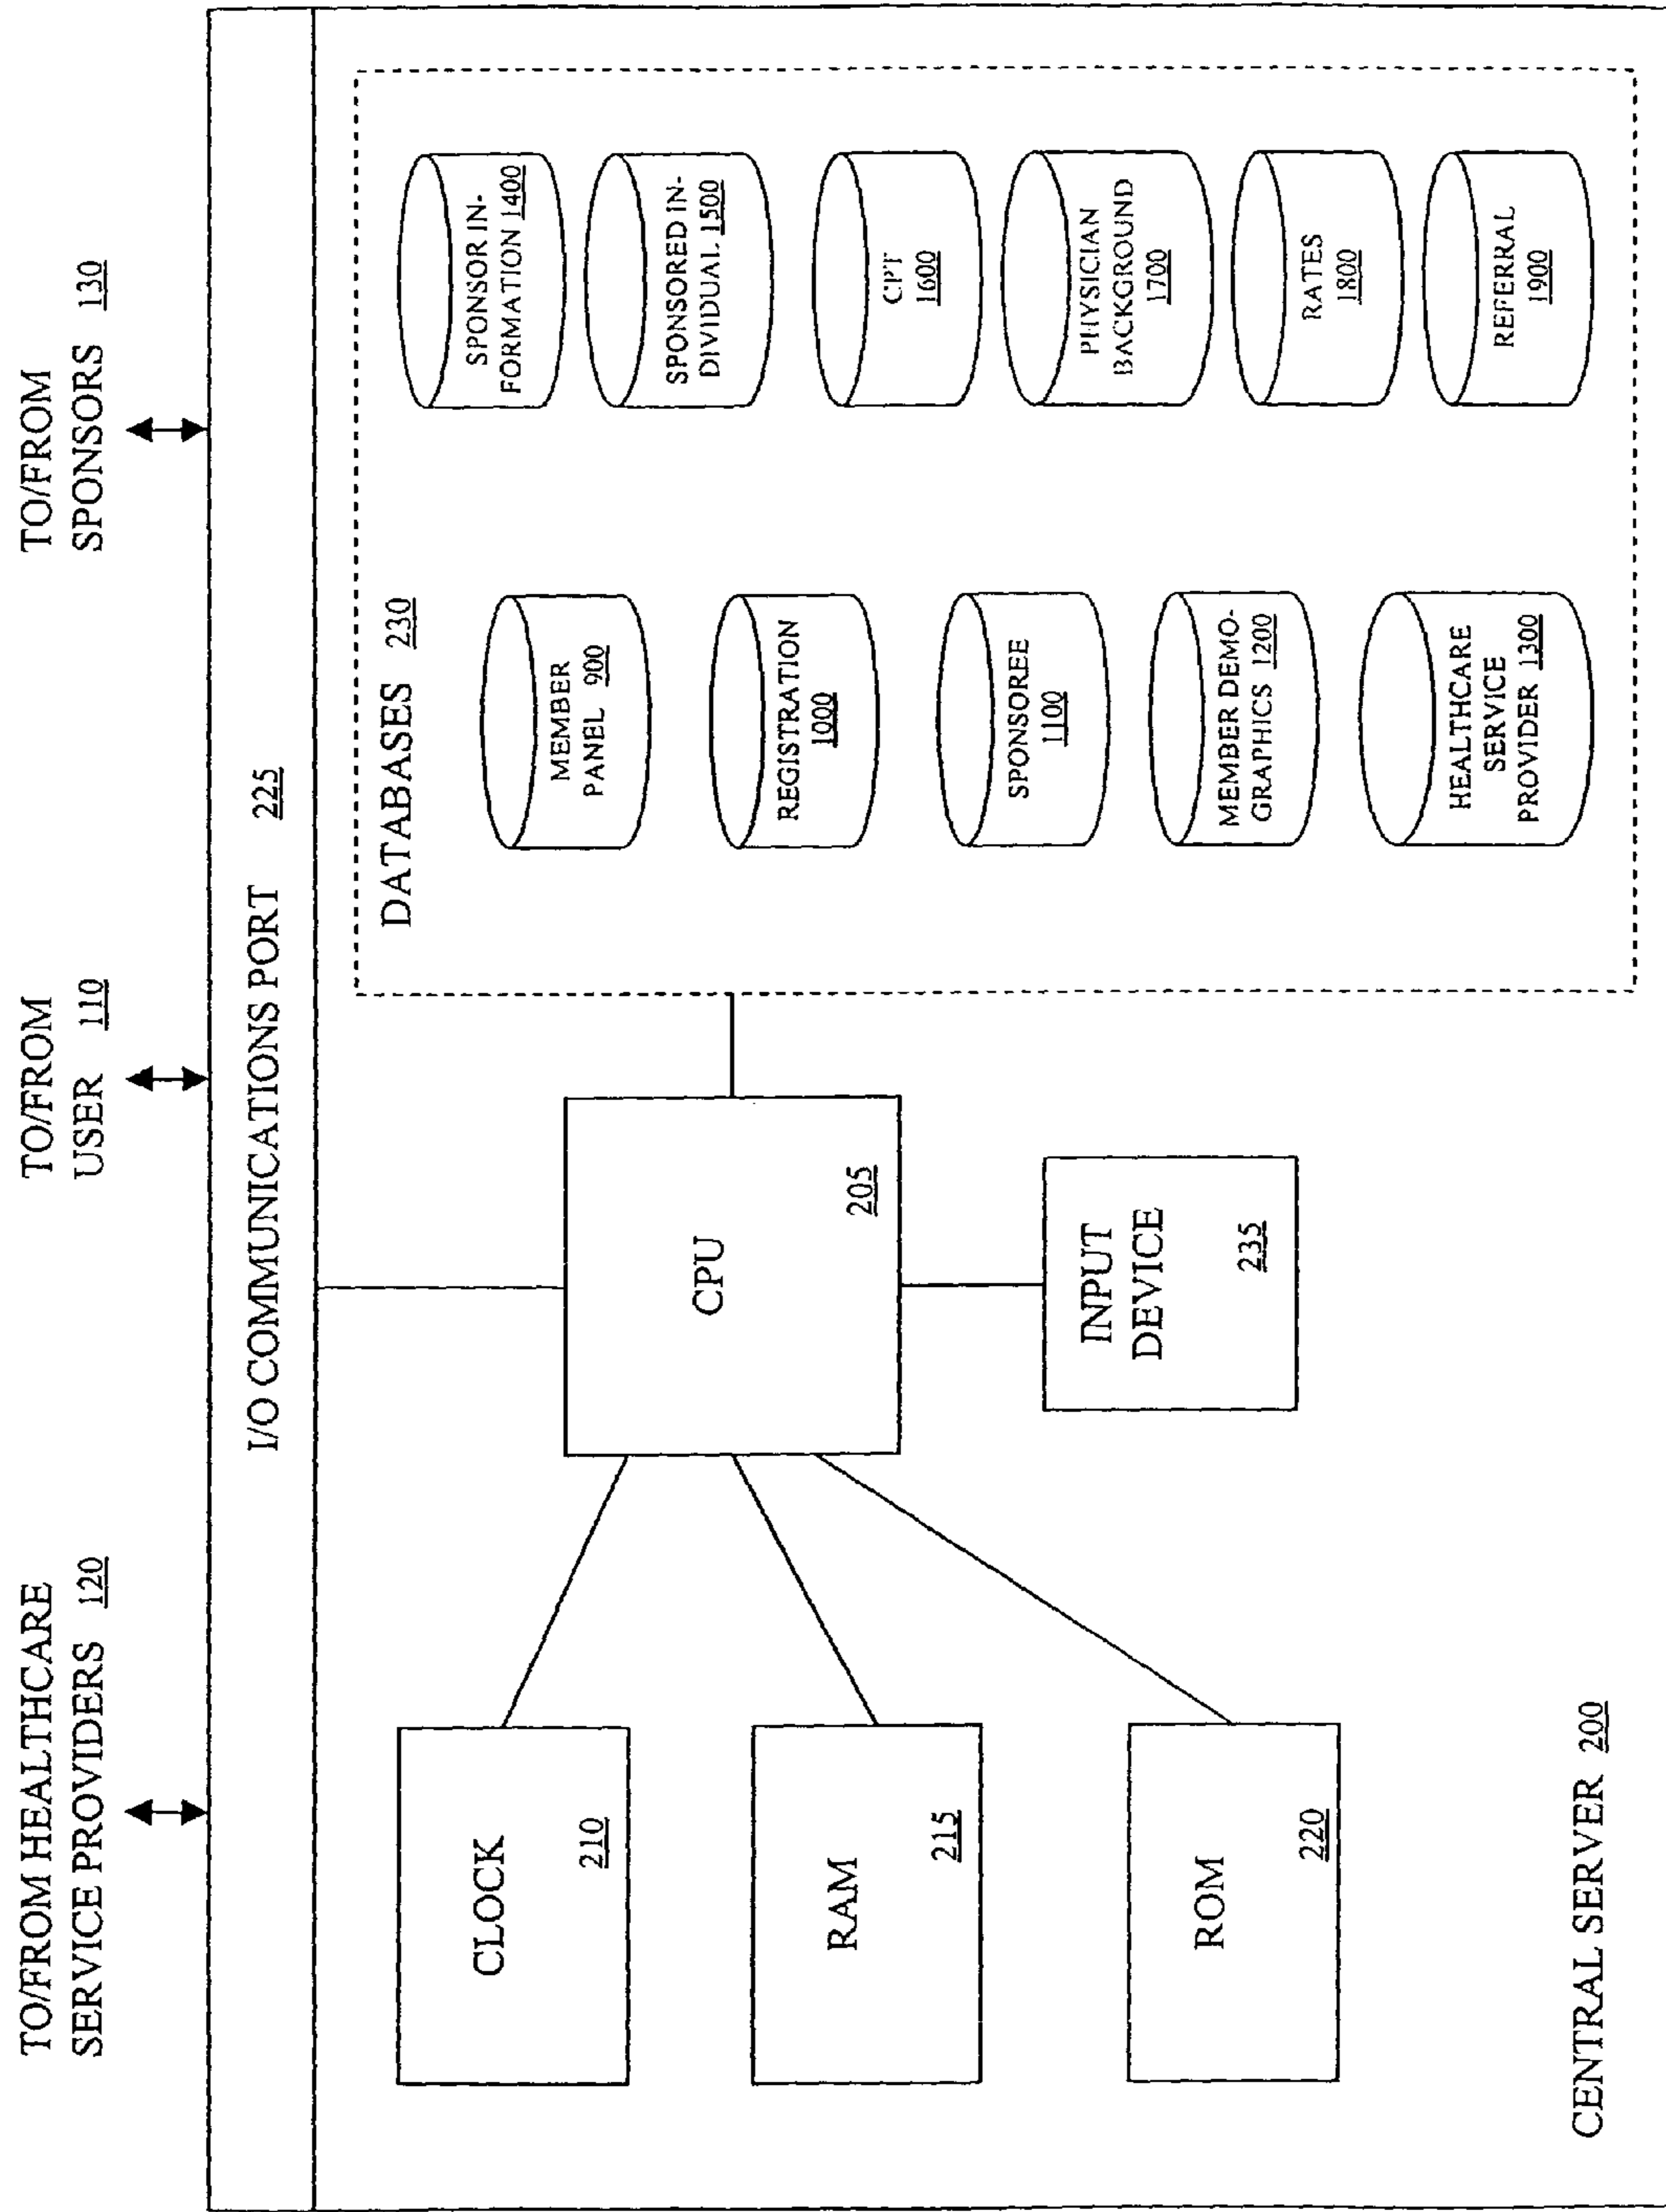 TO/FROM HEALTHCARE
SERVICE PROVIDERS 120
TO/FROM
USER 110
TO/FROM
SPONSORS 130
I/O COMMUNICATIONS PORT 225
CLOCK
210
RAM
215
ROM
220
CPU
205
INPUT
DEVICE
235
DATABASES 230
MEMBER
PANEL 900
REGISTRATION
1000
SPONSOREE
1100
MEMBER DEMO-
GRAPHICS 1200
HEALTHCARE
SERVICE
PROVIDER 1300
SPONSOR IN-
FORMATION 1400
SPONSORED IN-
DIVIDUAL 1500
CPT
1600
PHYSICIAN
BACKGROUND
1700
RATES
1800
REFERRAL
1900
CENTRAL SERVER 200